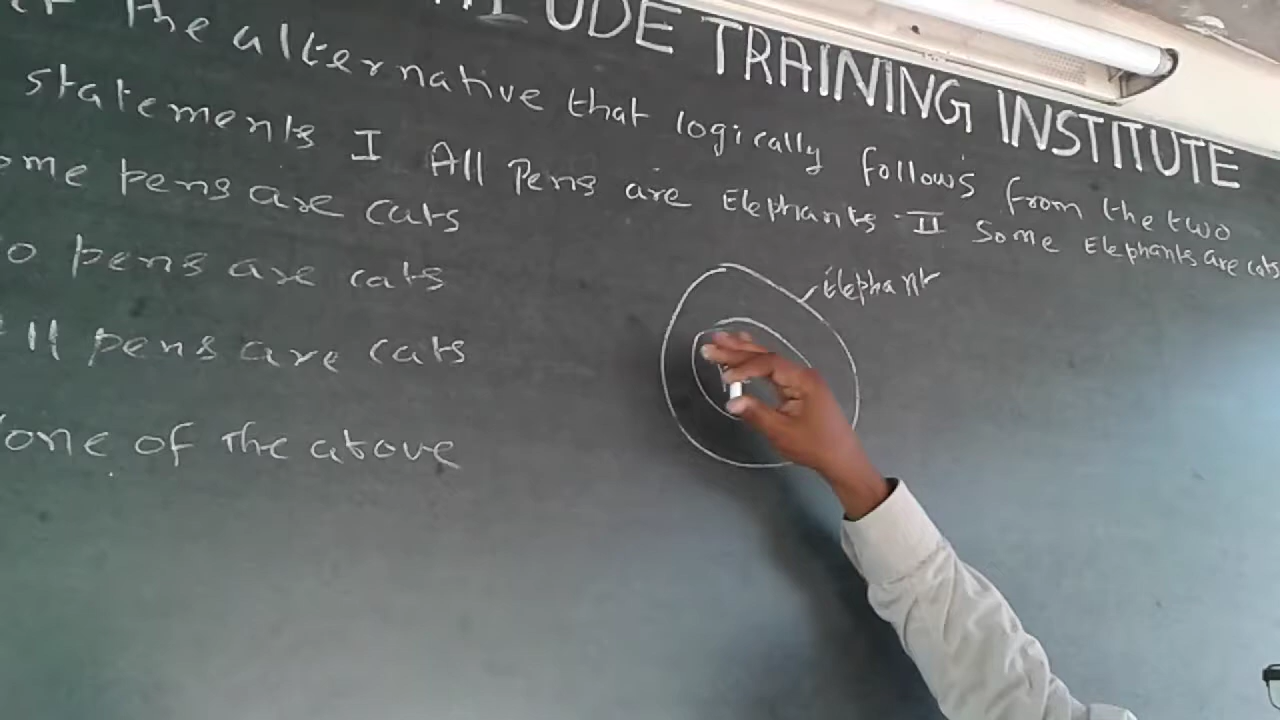 UDE TRAINING INSTITUTE
the alternative that logically follows from the two
statements I All Pens are Elephants II Some Elephants are cats
ome pens are cats
o pens are cats
ll pens are cats
one of the above
Elephant